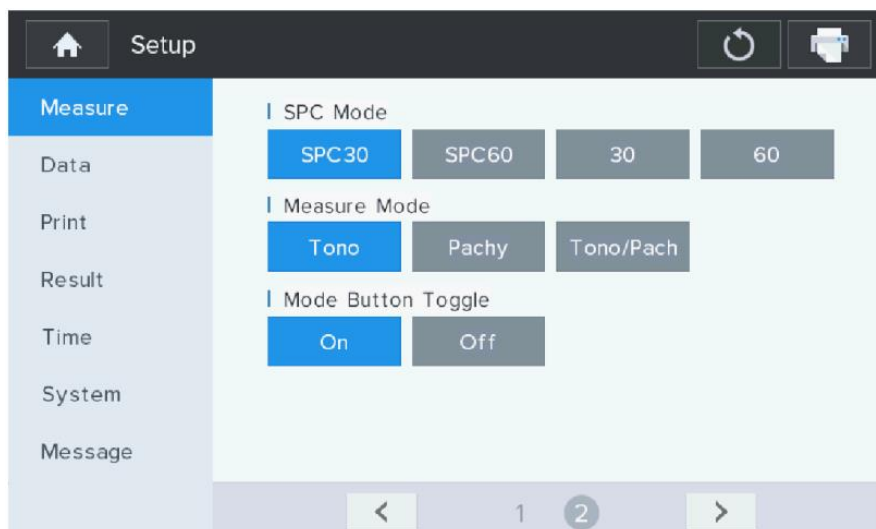 Setup
Measure
Data
Print
Result
Time
System
Message
SPC Mode
SPC30 SPC60 30 60
Measure Mode
Tono Pachy Tono/Pach
Mode Button Toggle
On Off
< 1 2 >